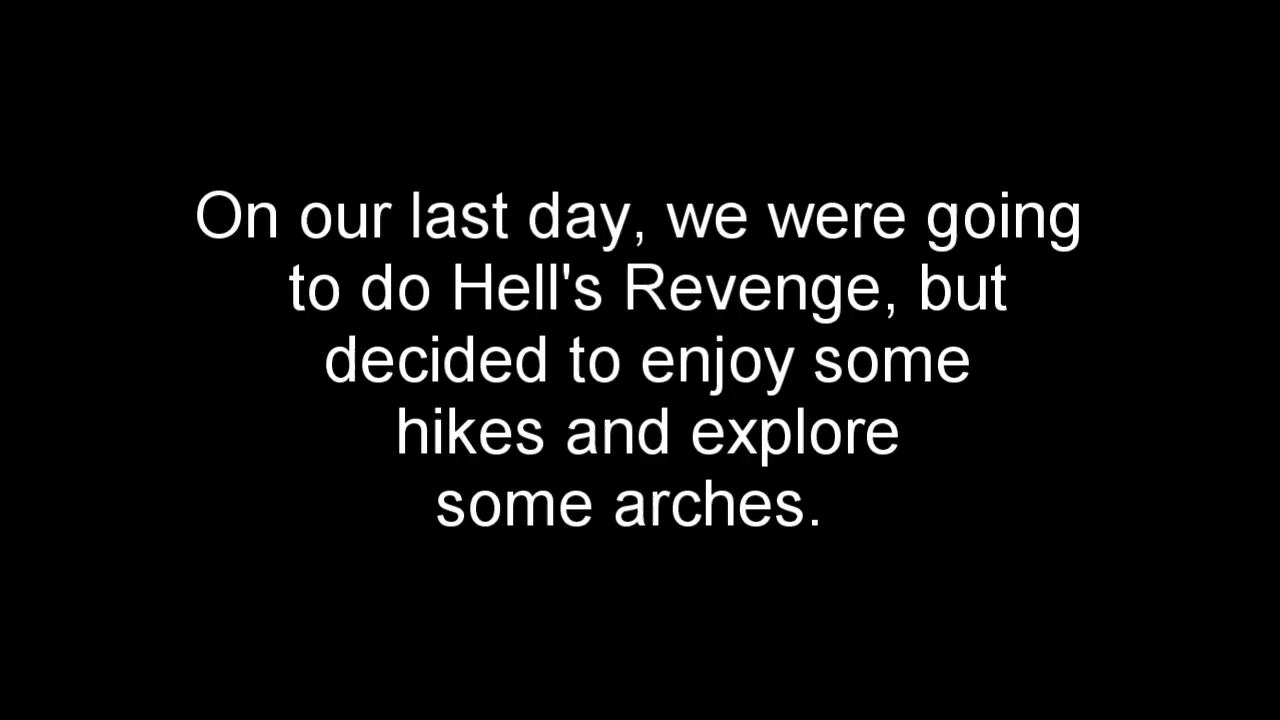 On our last day, we were going
to do Hell's Revenge, but
decided to enjoy some
hikes and explore
some arches.